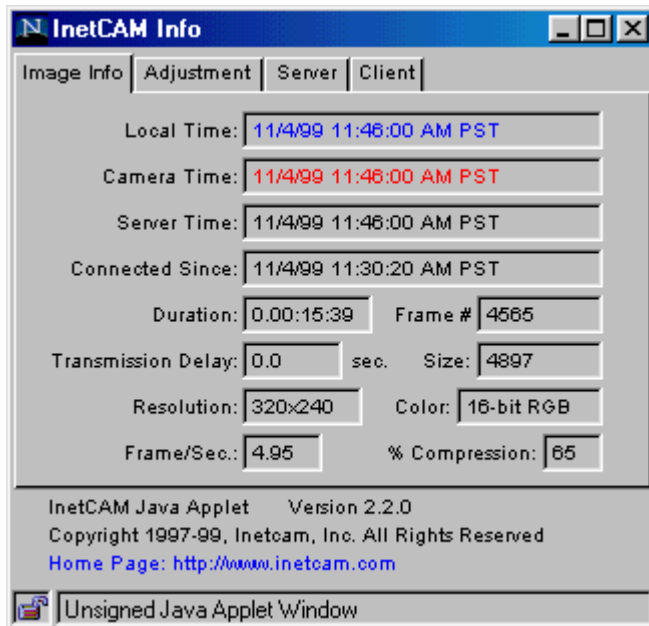 InetCAM Info
Image Info Adjustment Server Client
Local Time: 11/4/99 11:46:00 AM PST
Camera Time: 11/4/99 11:46:00 AM PST
Server Time: 11/4/99 11:46:00 AM PST
Connected Since: 11/4/99 11:30:20 AM PST
Duration: 0.00:15:39 Frame # 4565
Transmission Delay: 0.0 sec. Size: 4897
Resolution: 320x240 Color: 16-bit RGB
Frame/Sec.: 4.95 % Compression: 65
InetCAM Java Applet Version 2.2.0
Copyright 1997-99, Inetcam, Inc. All Rights Reserved
Home Page: http://www.inetcam.com
Unsigned Java Applet Window